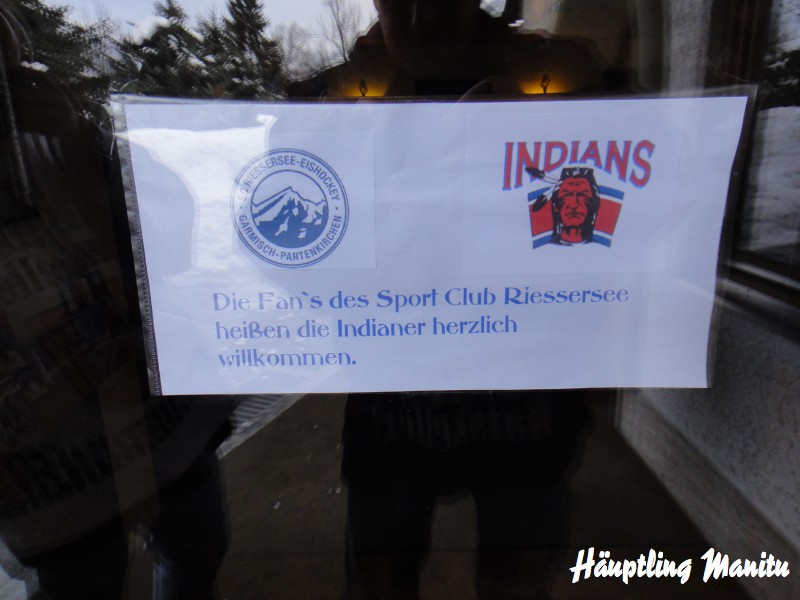 SC RIESSERSEE-EISHOCKEY
GARMISCH-PARTENKIRCHEN
INDIANS
Die Fan`s des Sport Club Riessersee
heißen die Indianer herzlich
willkommen.
Häuptling Manitu